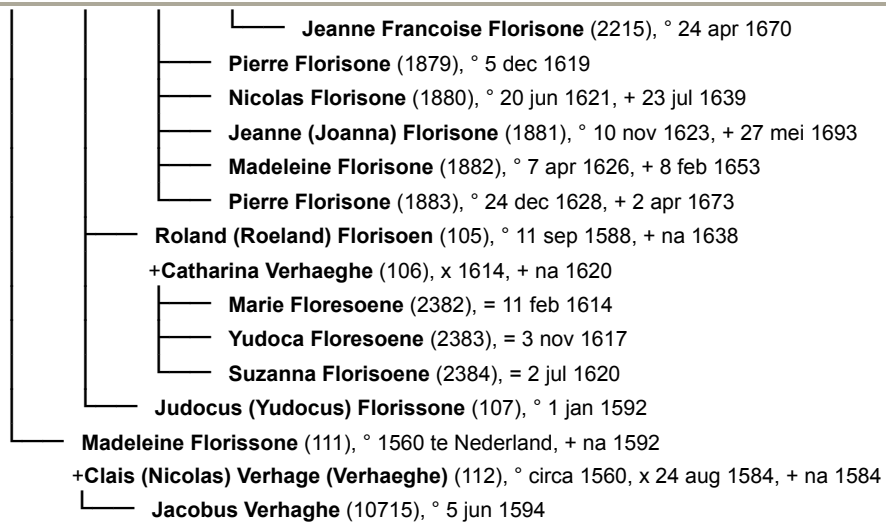 Jeanne Francoise Florisone (2215), ° 24 apr 1670
Pierre Florisone (1879), ° 5 dec 1619
Nicolas Florisone (1880), ° 20 jun 1621, + 23 jul 1639
Jeanne (Joanna) Florisone (1881), ° 10 nov 1623, + 27 mei 1693
Madeleine Florisone (1882), ° 7 apr 1626, + 8 feb 1653
Pierre Florisone (1883), ° 24 dec 1628, + 2 apr 1673
Roland (Roeland) Florisoen (105), ° 11 sep 1588, + na 1638
+Catharina Verhaeghe (106), x 1614, + na 1620
Marie Floresoene (2382), = 11 feb 1614
Yudoca Floresoene (2383), = 3 nov 1617
Suzanna Florisoene (2384), = 2 jul 1620
Judocus (Yudocus) Florissone (107), ° 1 jan 1592
Madeleine Florissone (111), ° 1560 te Nederland, + na 1592
+Clais (Nicolas) Verhage (Verhaeghe) (112), ° circa 1560, x 24 aug 1584, + na 1584
Jacobus Verhaghe (10715), ° 5 jun 1594